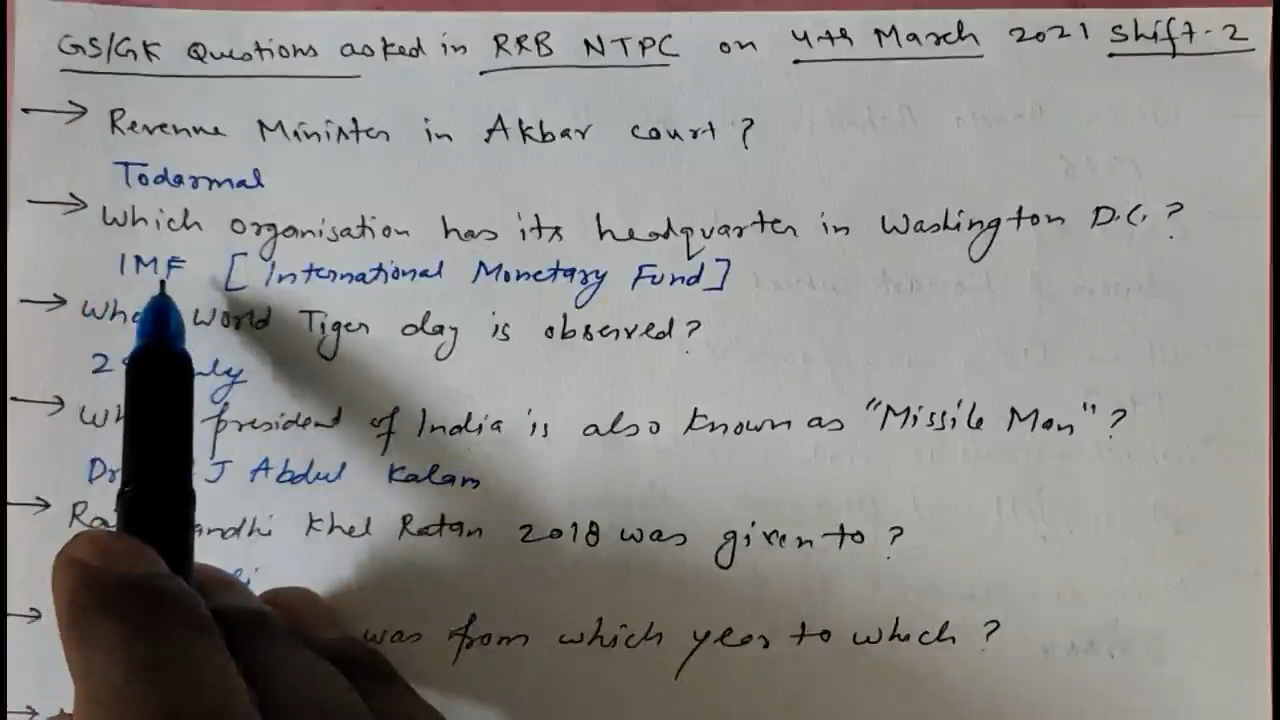 GS/GK Questions asked in RRB NTPC on 4th March 2021 Shift-2
→ Revenue Minister in Akbar court?
Todarmal
→ Which organisation has its headquarter in Washington D.C.?
IMF [International Monetary Fund]
→ World Tiger day is observed?
→ president of India is also known as "Missile Man"?
Dr J Abdul Kalam
→ Khel Ratan 2018 was given to?
→ was from which year to which?